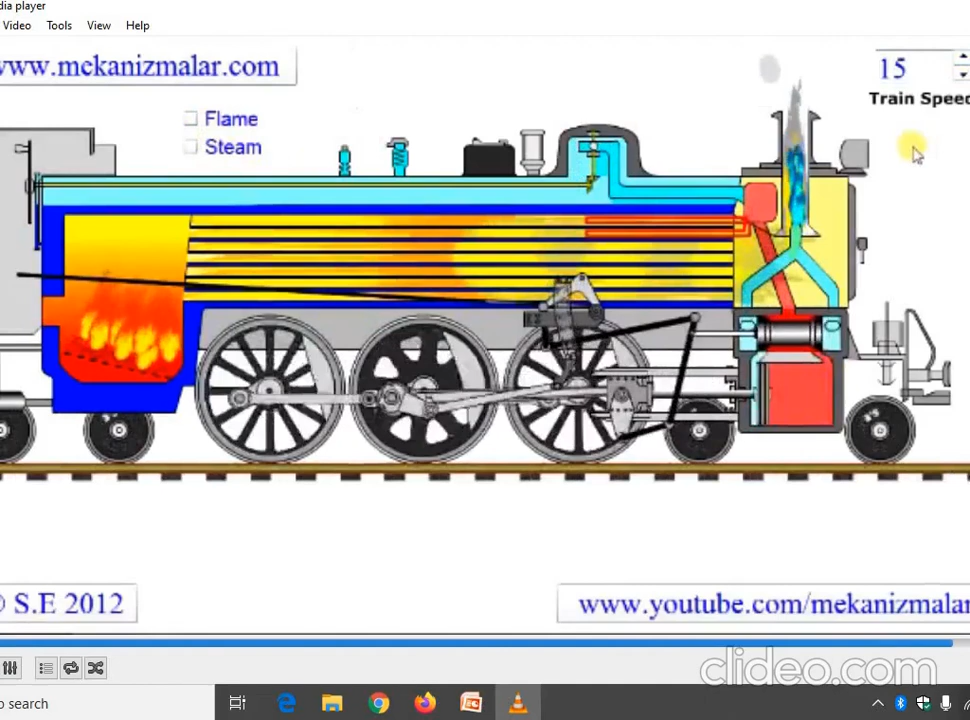 dia player
Video Tools View Help
www.mekanizmalar.com
15
Train Speed
Flame
Steam
© S.E 2012
www.youtube.com/mekanizmalar
clideo.com
o search